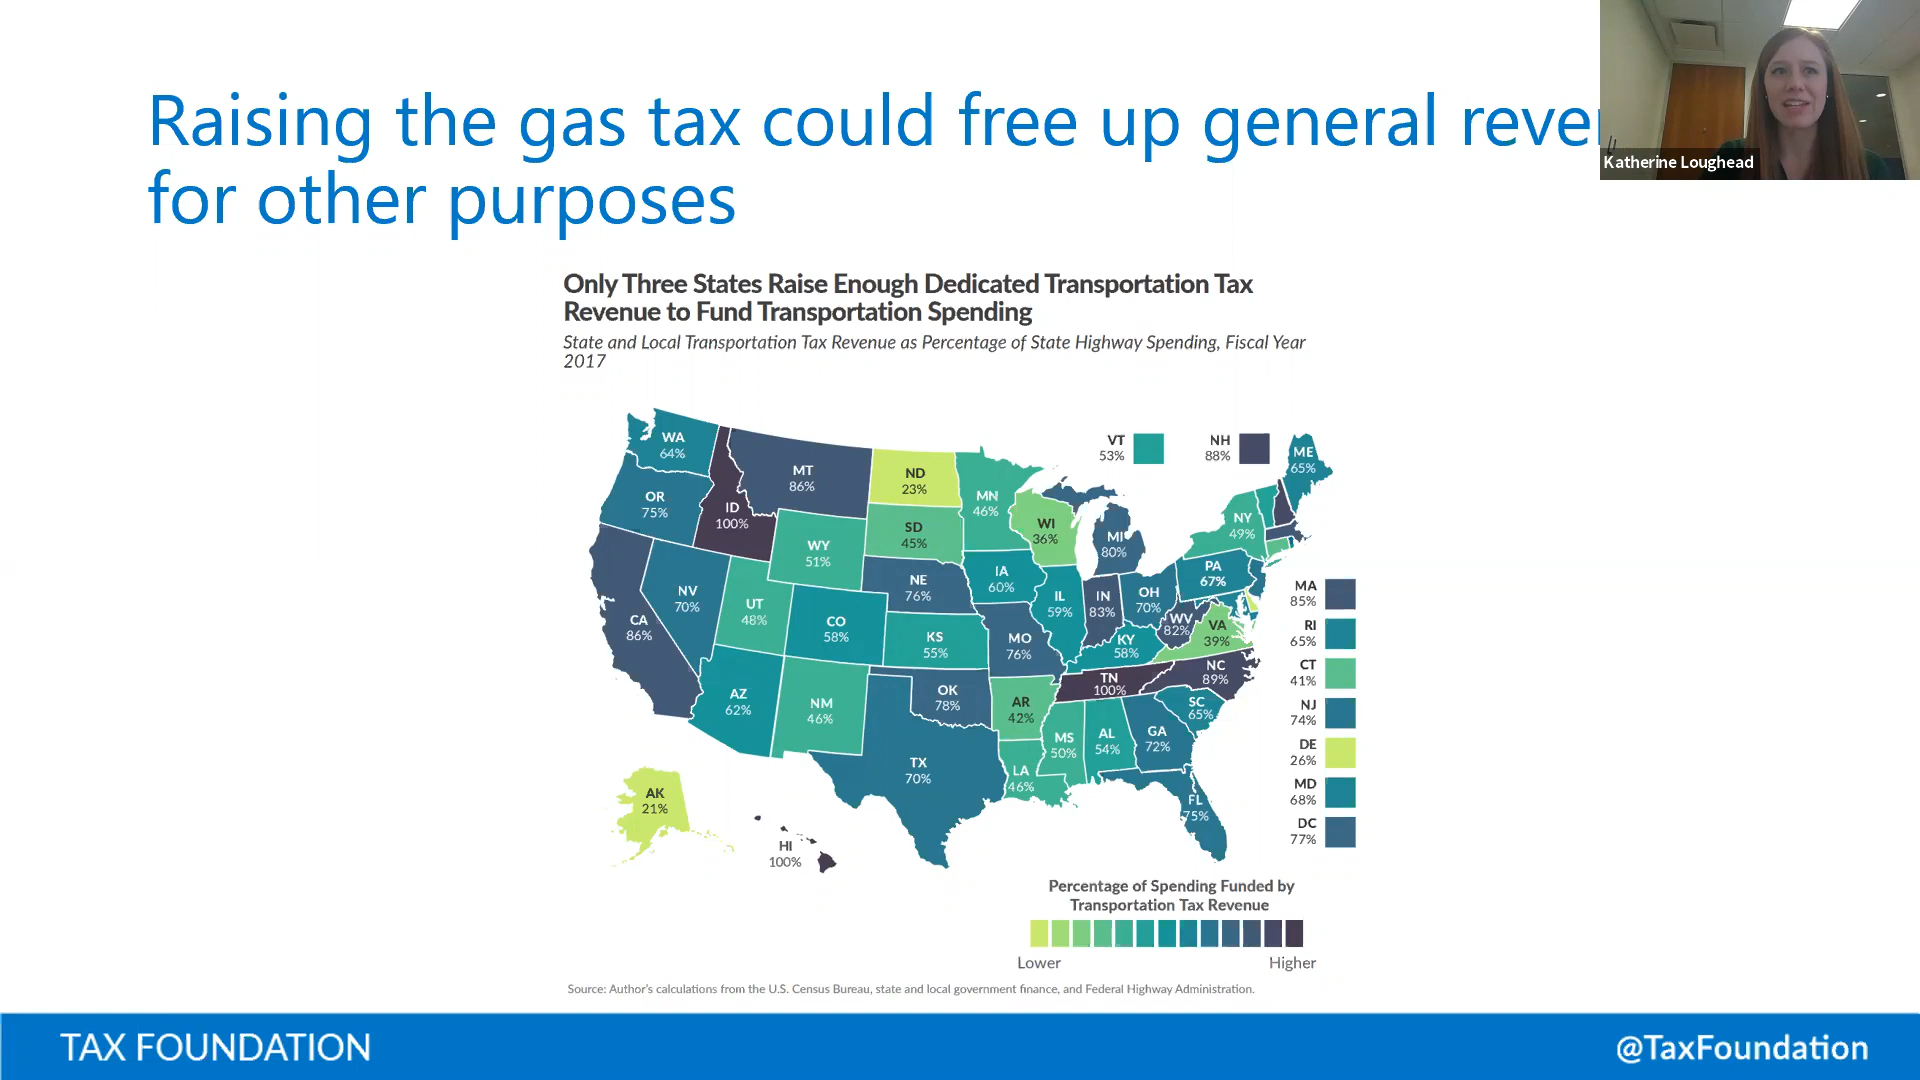 Raising the gas tax could free up general
for other purposes
Katherine Loughead
Only Three States Raise Enough Dedicated Transportation Tax
Revenue to Fund Transportation Spending
State and Local Transportation Tax Revenue as Percentage of State Highway Spending, Fiscal Year
2017
WA
64%
OR
75%
CA
86%
NV
70%
ID
100%
MT
86%
WY
51%
UT
48%
CO
58%
AZ
62%
NM
46%
ND
23%
SD
45%
NE
76%
KS
55%
OK
78%
TX
70%
MN
46%
IA
60%
MO
76%
AR
42%
LA
46%
WI
36%
IL
59%
MI
80%
IN
83%
OH
70%
KY
58%
TN
100%
MS
50%
AL
54%
GA
72%
FL
75%
SC
65%
NC
89%
VA
39%
WV
82%
PA
67%
NY
49%
VT
53%
NH
88%
ME
65%
MA
85%
RI
65%
CT
41%
NJ
74%
DE
26%
MD
68%
DC
77%
AK
21%
HI
100%
Percentage of Spending Funded by
Transportation Tax Revenue
Lower
Higher
Source: Author's calculations from the U.S. Census Bureau, state and local government finance, and Federal Highway Administration.
TAX FOUNDATION
@TaxFoundation